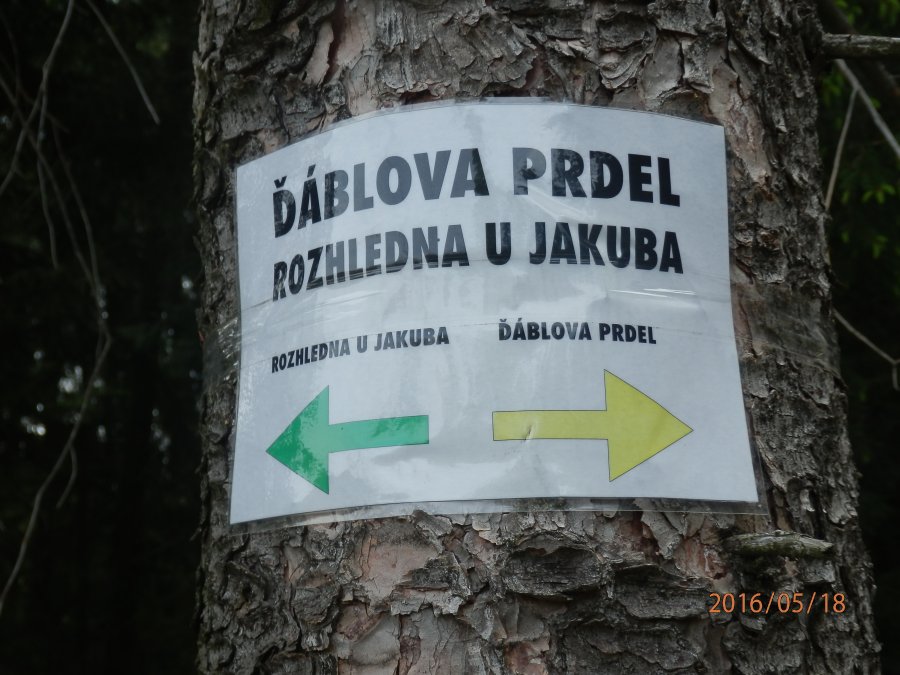 ĎÁBLOVA PRDEL
ROZHLEDNA U JAKUBA
ROZHLEDNA U JAKUBA
ĎÁBLOVA PRDEL
2016/05/18